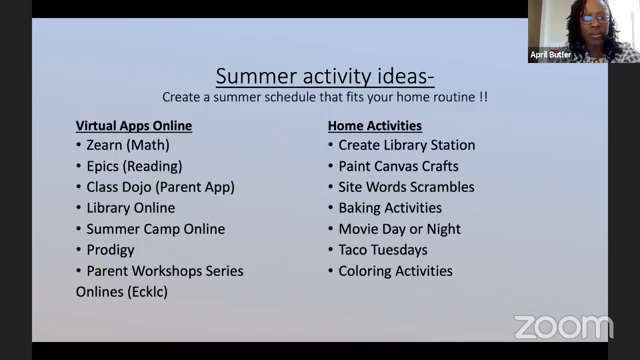 April Butler
Summer activity ideas-
Create a summer schedule that fits your home routine !!
Virtual Apps Online
• Zearn (Math)
• Epics (Reading)
• Class Dojo (Parent App)
• Library Online
• Summer Camp Online
• Prodigy
• Parent Workshops Series
Onlines (Ecklc)
Home Activities
• Create Library Station
• Paint Canvas Crafts
• Site Words Scrambles
• Baking Activities
• Movie Day or Night
• Taco Tuesdays
• Coloring Activities
zoom